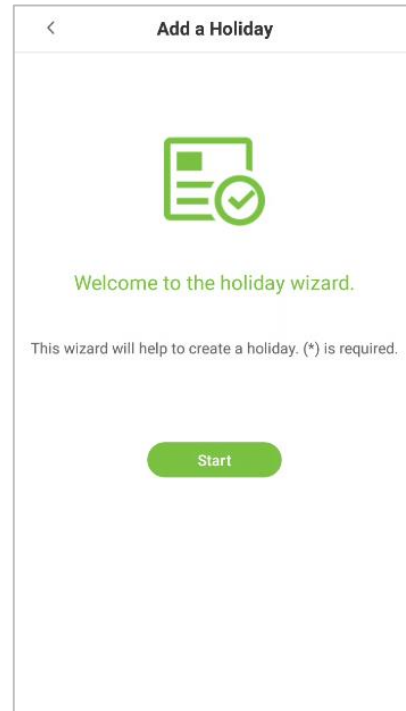 Add a Holiday
Welcome to the holiday wizard.
This wizard will help to create a holiday. (*) is required.
Start